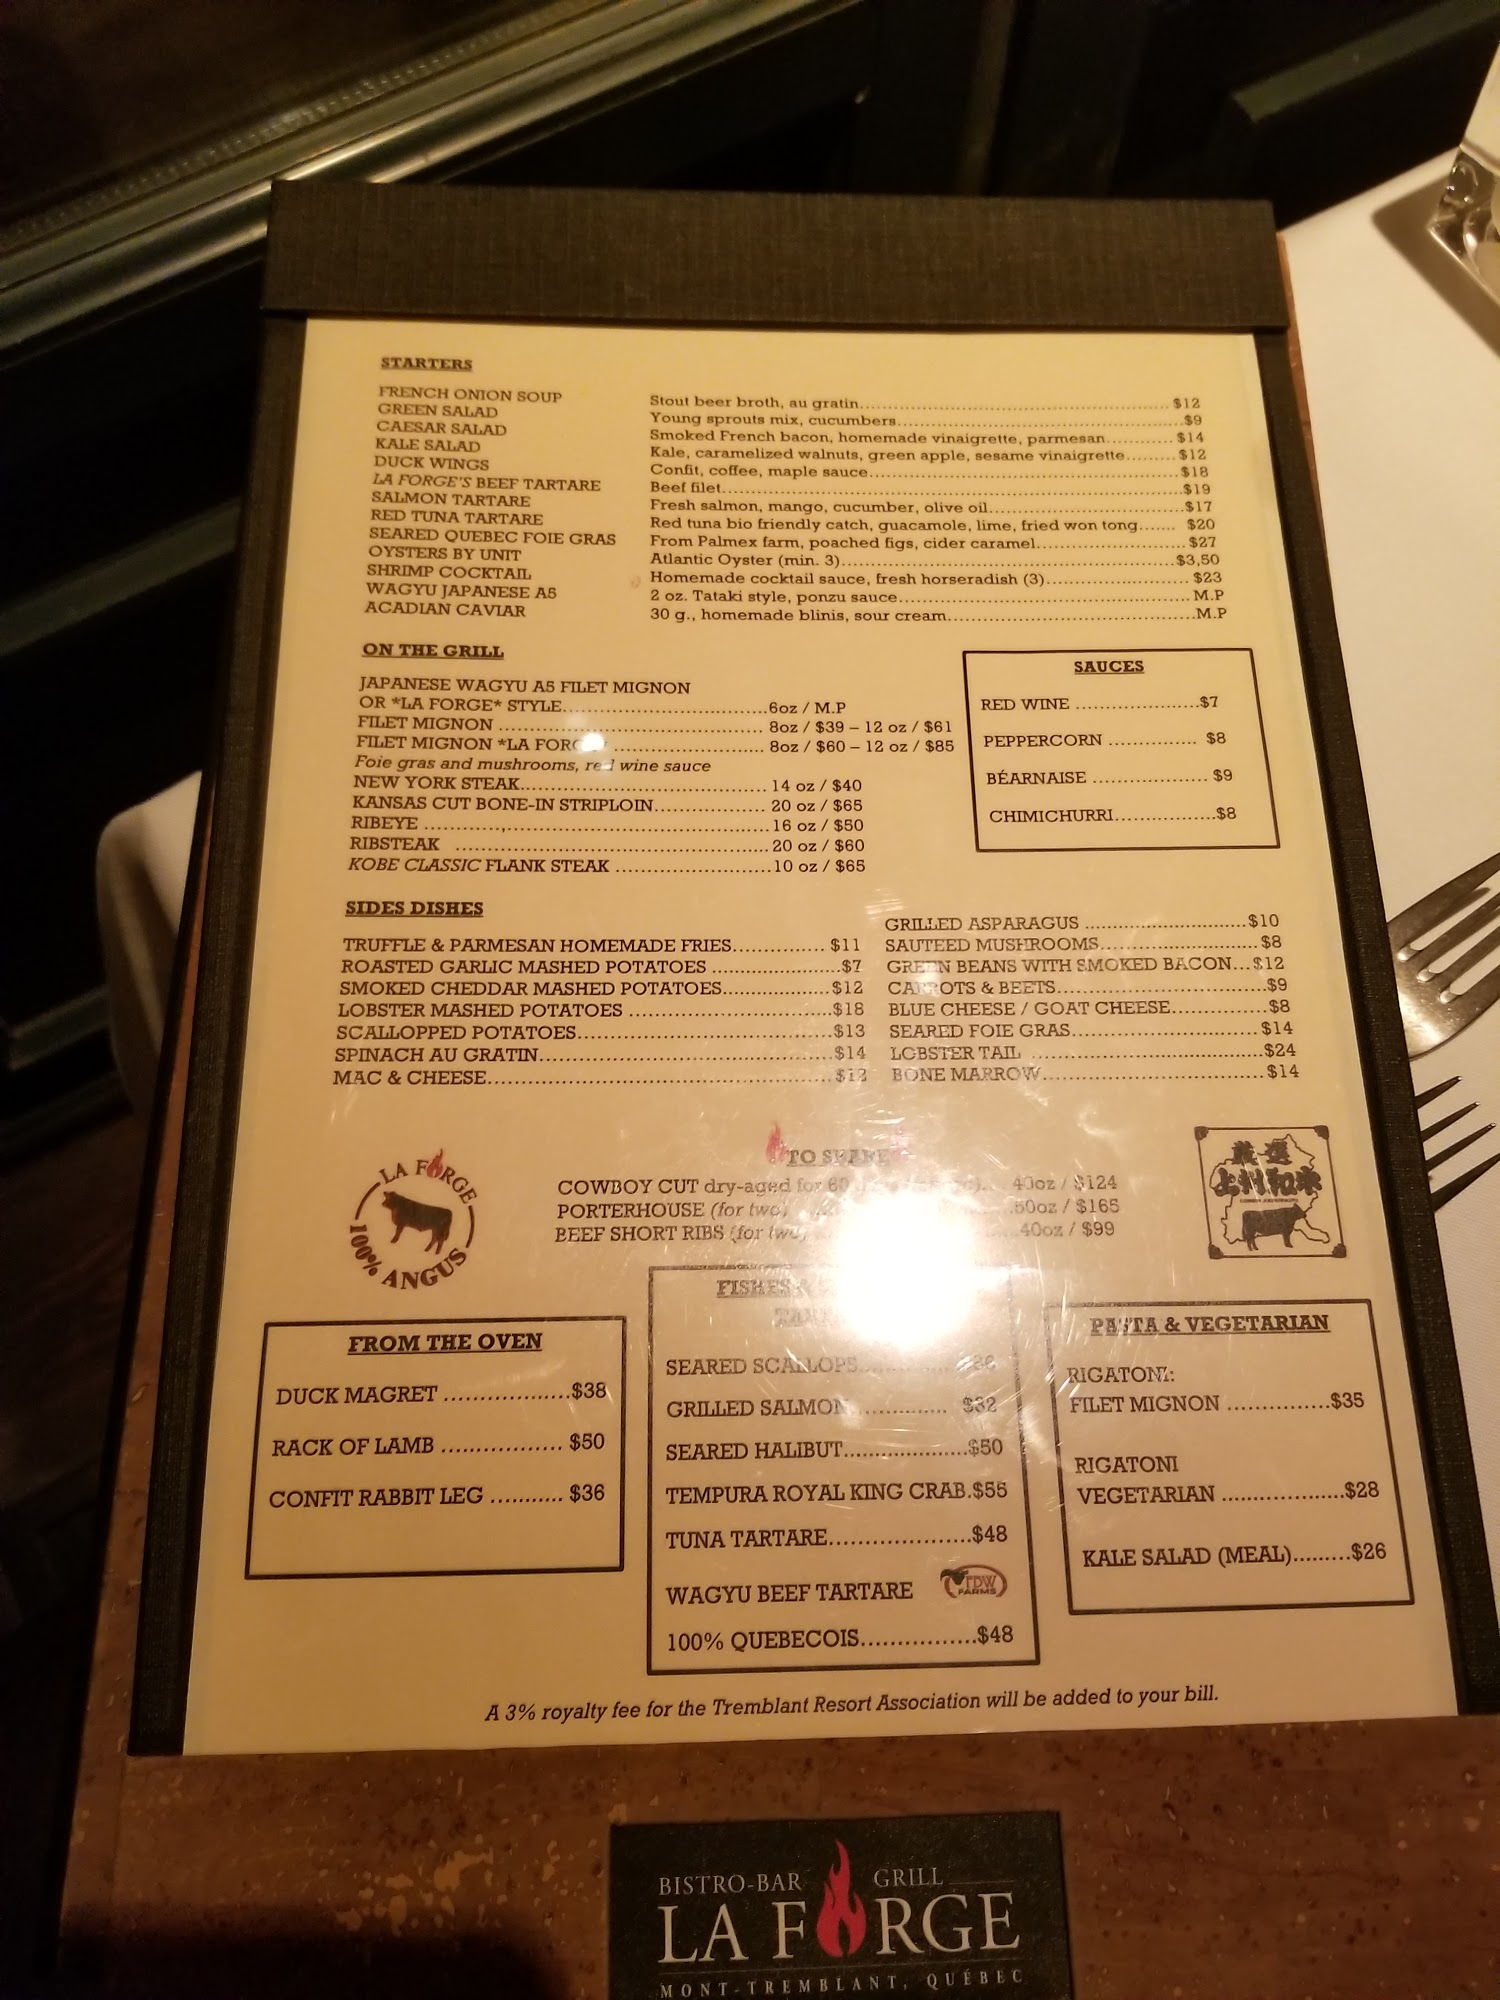 STARTERS
FRENCH ONION SOUP Stout beer broth, au gratin $12
GREEN SALAD Young sprouts mix, cucumbers $9
CAESAR SALAD Smoked French bacon, homemade vinaigrette, parmesan $14
KALE SALAD Kale, caramelized walnuts, green apple, sesame vinaigrette $12
DUCK WINGS Confit, coffee, maple sauce $18
LA FORGE'S BEEF TARTARE Beef filet $19
SALMON TARTARE Fresh salmon, mango, cucumber, olive oil $17
RED TUNA TARTARE Red tuna bio friendly catch, guacamole, lime, fried won tong $20
SEARED QUEBEC FOIE GRAS From Palmex farm, poached figs, cider caramel $27
OYSTERS BY UNIT Atlantic Oyster (min. 3) $3,50
SHRIMP COCKTAIL Homemade cocktail sauce, fresh horseradish (3) $23
WAGYU JAPANESE A5 2 oz. Tataki style, ponzu sauce M.P
ACADIAN CAVIAR 30 g., homemade blinis, sour cream M.P
ON THE GRILL
JAPANESE WAGYU A5 FILET MIGNON
OR *LA FORGE* STYLE 6oz / M.P
FILET MIGNON 8oz / $39 – 12 oz / $61
FILET MIGNON *LA 8oz / $60 – 12 oz / $85
Foie gras and mushrooms, red wine sauce
NEW YORK STEAK 14 oz / $40
KANSAS CUT BONE-IN STRIPLOIN 20 oz / $65
RIBEYE 16 oz / $50
RIBSTEAK 20 oz / $60
KOBE CLASSIC FLANK STEAK 10 oz / $65
SAUCES
RED WINE $7
PEPPERCORN $8
BÉARNAISE $9
CHIMICHURRI $8
SIDES DISHES
TRUFFLE & PARMESAN HOMEMADE FRIES $11
ROASTED GARLIC MASHED POTATOES $7
SMOKED CHEDDAR MASHED POTATOES $12
LOBSTER MASHED POTATOES $18
SCALLOPPED POTATOES $13
SPINACH AU GRATIN $14
MAC & CHEESE $12
GRILLED ASPARAGUS $10
SAUTEED MUSHROOMS $8
GREEN BEANS WITH SMOKED BACON $12
CARROTS & BEETS $9
BLUE CHEESE / GOAT CHEESE $8
SEARED FOIE GRAS $14
LOBSTER TAIL $24
BONE MARROW $14
LA FORGE
100% ANGUS
TO SHARE
COWBOY CUT dry-aged for 40oz / $124
PORTERHOUSE (for two) 50oz / $165
BEEF SHORT RIBS (for two) 40oz / $99
FROM THE OVEN
DUCK MAGRET $38
RACK OF LAMB $50
CONFIT RABBIT LEG $36
FISHES &
SEARED SCALLOPS
GRILLED SALMON $32
SEARED HALIBUT $50
TEMPURA ROYAL KING CRAB $55
TUNA TARTARE $48
WAGYU BEEF TARTARE TDW FARMS
100% QUEBECOIS $48
PASTA & VEGETARIAN
RIGATONI:
FILET MIGNON $35
RIGATONI
VEGETARIAN $28
KALE SALAD (MEAL) $26
A 3% royalty fee for the Tremblant Resort Association will be added to your bill.
BISTRO-BAR GRILL
LA FORGE
MONT-TREMBLANT, QUÉBEC